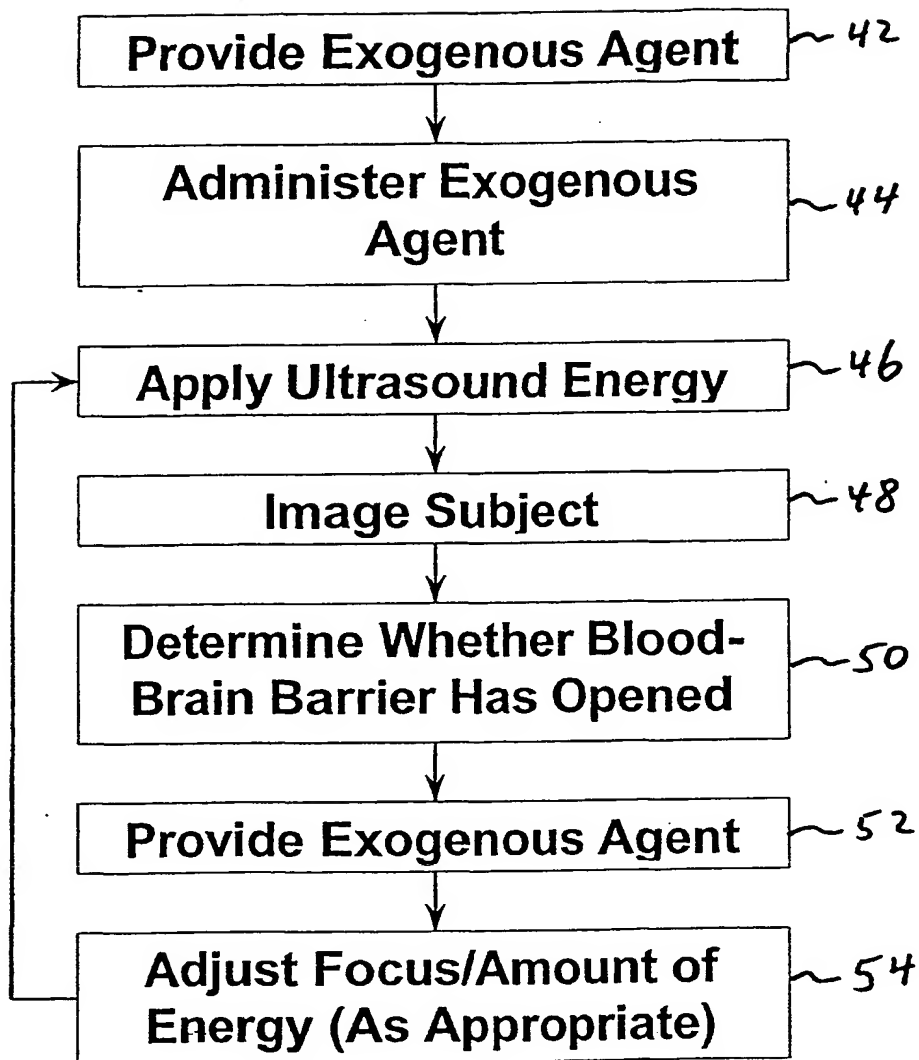 Provide Exogenous Agent 42
Administer Exogenous
Agent
44
Apply Ultrasound Energy 46
Image Subject 48
Determine Whether Blood-
Brain Barrier Has Opened
50
Provide Exogenous Agent 52
Adjust Focus/Amount of
Energy (As Appropriate)
54